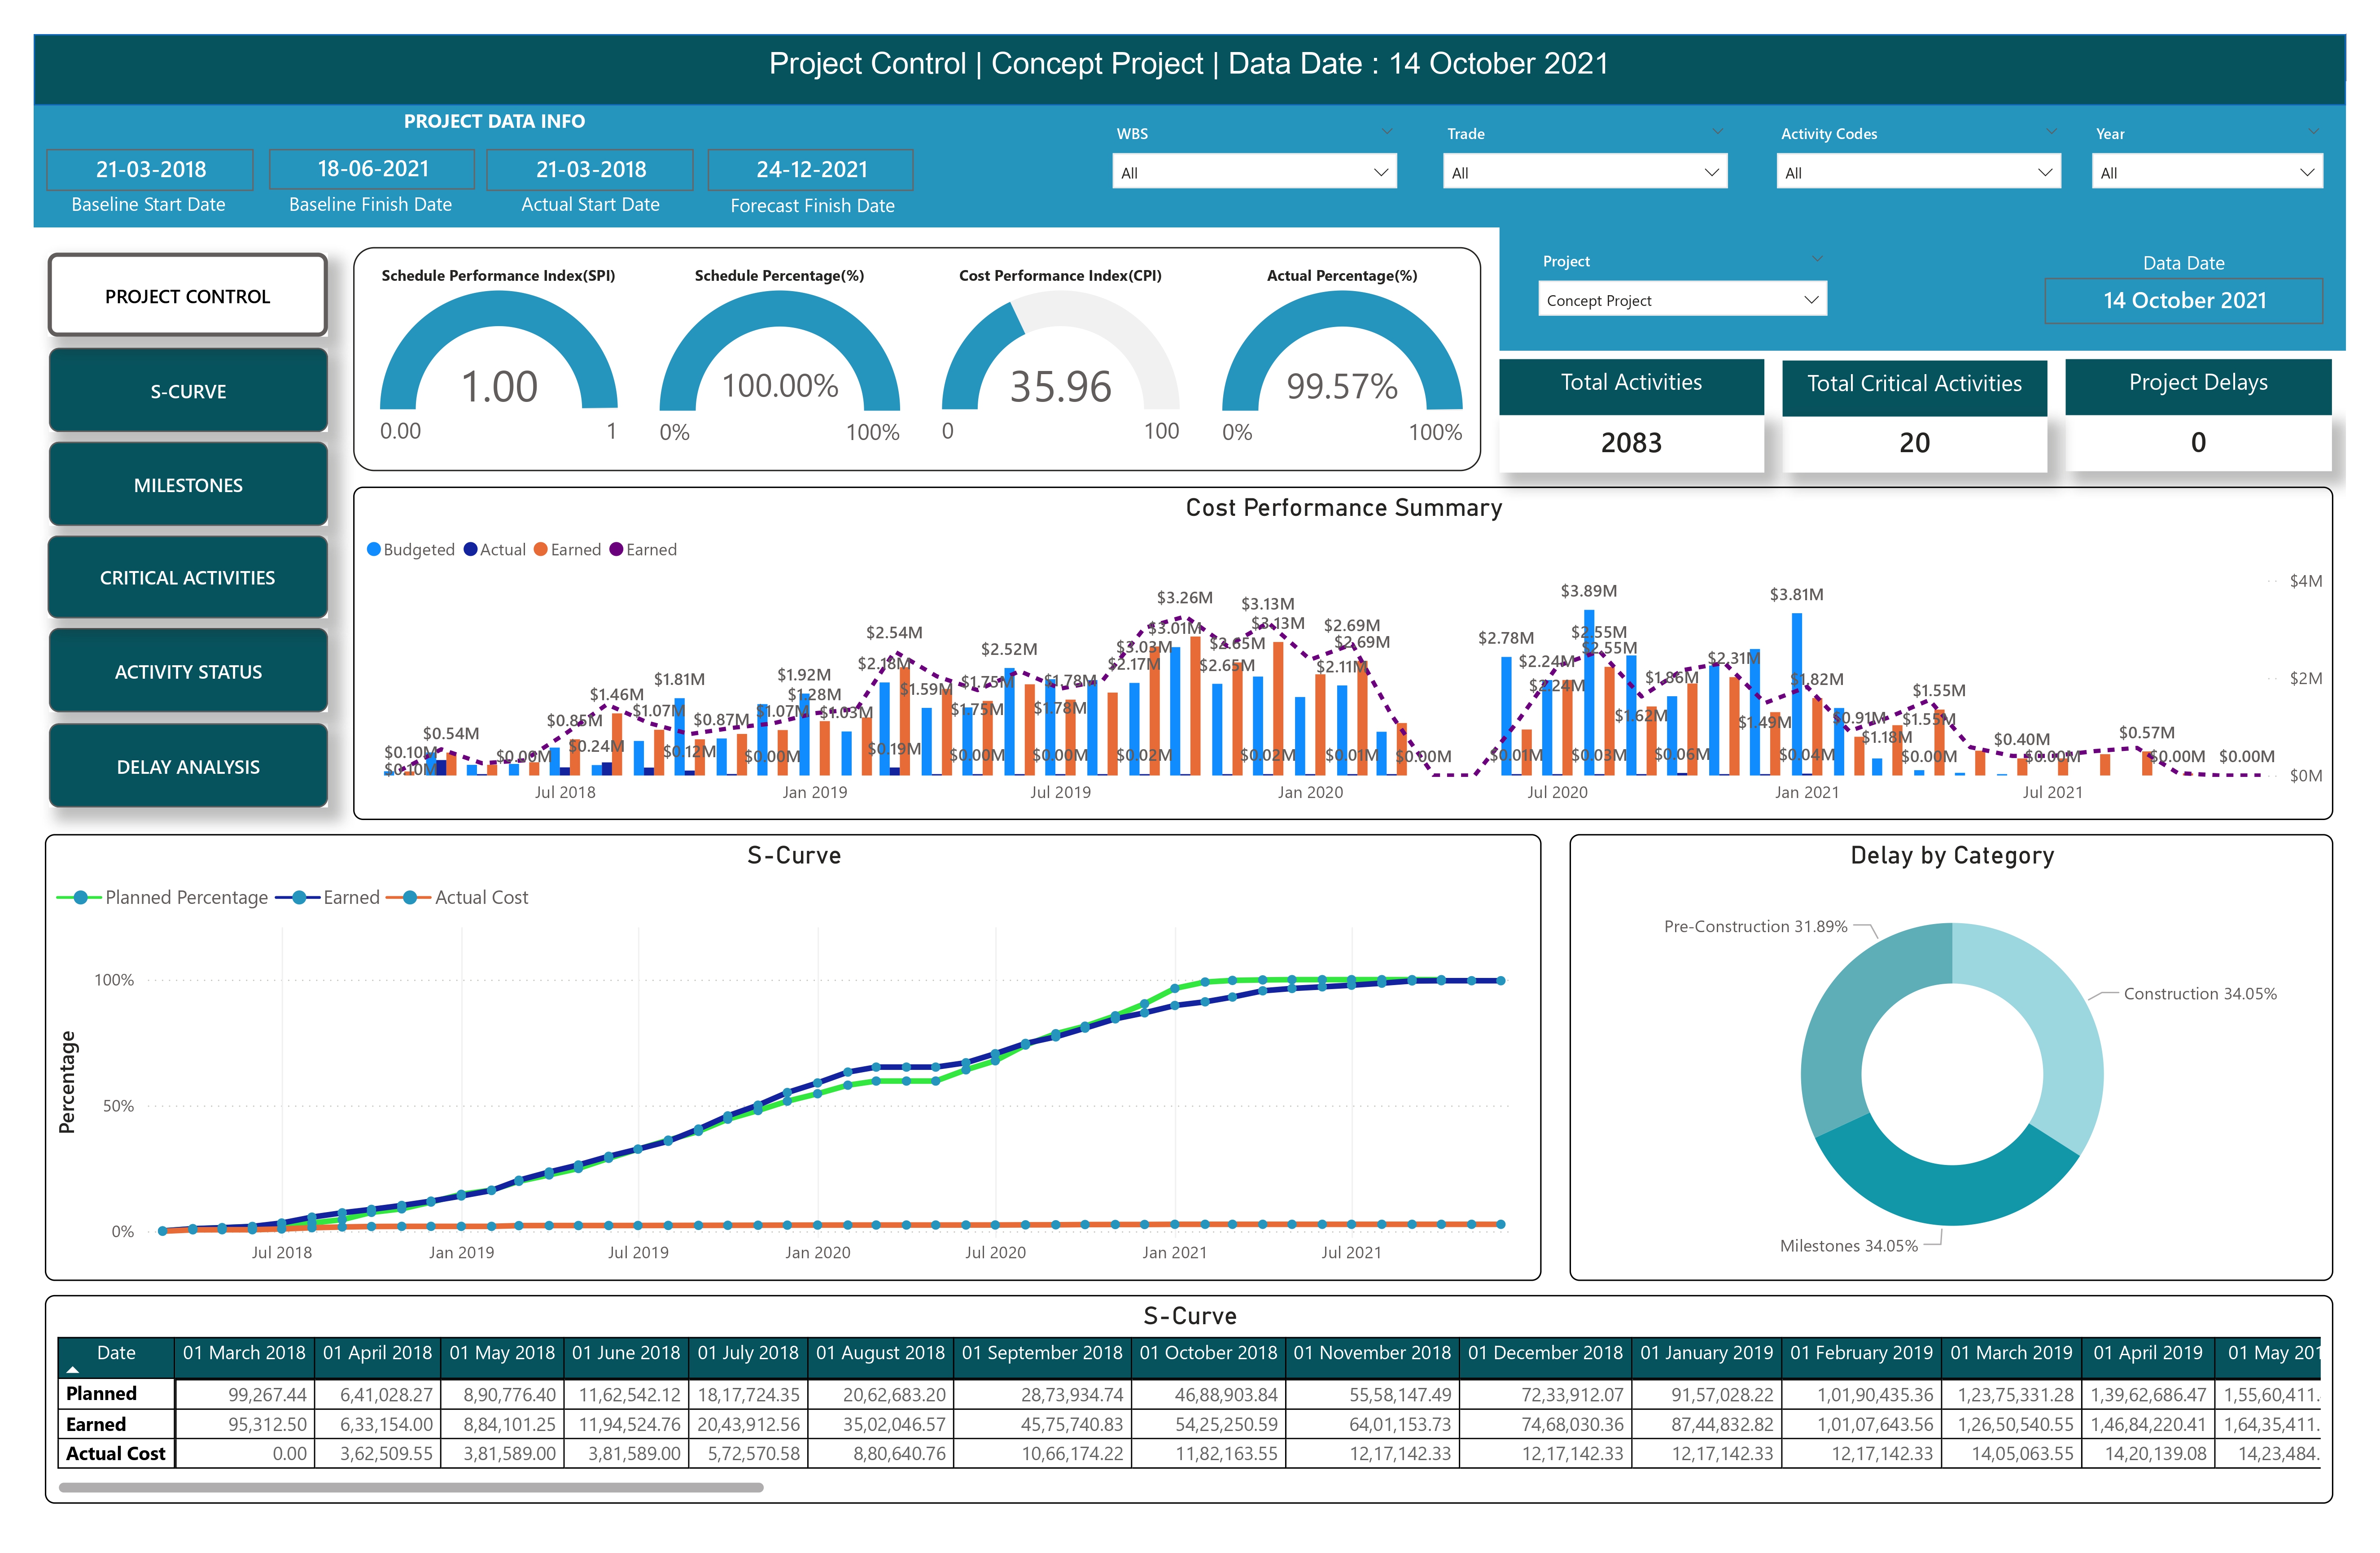 Project Control | Concept Project | Data Date : 14 October 2021
PROJECT DATA INFO
21-03-2018
18-06-2021
21-03-2018
24-12-2021
Baseline Start Date
Baseline Finish Date
Actual Start Date
Forecast Finish Date
WBS
Trade
Activity Codes
Year
All
All
All
All
Project
Concept Project
Data Date
14 October 2021
PROJECT CONTROL
S-CURVE
MILESTONES
CRITICAL ACTIVITIES
ACTIVITY STATUS
DELAY ANALYSIS
Schedule Performance Index(SPI)
1.00
0.00
1
Schedule Percentage(%)
100.00%
0%
100%
Cost Performance Index(CPI)
35.96
0
100
Actual Percentage(%)
99.57%
0%
100%
Total Activities
2083
Total Critical Activities
20
Project Delays
0
Cost Performance Summary
Budgeted
Actual
Earned
Earned
$0.10M
$0.10M
$0.54M
$0.00M
$0.85M
$0.24M
$1.46M
$1.07M
$1.81M
$0.12M
$0.87M
$0.00M
$1.07M
$1.92M
$1.28M
$1.03M
$2.18M
$2.54M
$0.19M
$1.59M
$1.75M
$1.75M
$0.00M
$2.52M
$1.78M
$1.78M
$0.00M
$2.17M
$3.03M
$3.01M
$0.02M
$3.26M
$2.65M
$2.65M
$3.13M
$3.13M
$0.02M
$2.69M
$2.69M
$2.11M
$0.01M
$0.00M
$2.78M
$0.01M
$2.24M
$2.24M
$3.89M
$2.55M
$2.55M
$0.03M
$1.62M
$1.86M
$0.06M
$2.31M
$1.49M
$3.81M
$1.82M
$0.04M
$0.91M
$1.18M
$1.55M
$1.55M
$0.00M
$0.40M
$0.00M
$0.57M
$0.00M
$0.00M
$4M
$2M
$0M
Jul 2018
Jan 2019
Jul 2019
Jan 2020
Jul 2020
Jan 2021
Jul 2021
S-Curve
Planned Percentage
Earned
Actual Cost
Percentage
100%
50%
0%
Jul 2018
Jan 2019
Jul 2019
Jan 2020
Jul 2020
Jan 2021
Jul 2021
Delay by Category
Pre-Construction 31.89%
Construction 34.05%
Milestones 34.05%
S-Curve
Date 01 March 2018 01 April 2018 01 May 2018 01 June 2018 01 July 2018 01 August 2018 01 September 2018 01 October 2018 01 November 2018 01 December 2018 01 January 2019 01 February 2019 01 March 2019 01 April 2019 01 May 201
Planned 99,267.44 6,41,028.27 8,90,776.40 11,62,542.12 18,17,724.35 20,62,683.20 28,73,934.74 46,88,903.84 55,58,147.49 72,33,912.07 91,57,028.22 1,01,90,435.36 1,23,75,331.28 1,39,62,686.47 1,55,60,411.
Earned 95,312.50 6,33,154.00 8,84,101.25 11,94,524.76 20,43,912.56 35,02,046.57 45,75,740.83 54,25,250.59 64,01,153.73 74,68,030.36 87,44,832.82 1,01,07,643.56 1,26,50,540.55 1,46,84,220.41 1,64,35,411.
Actual Cost 0.00 3,62,509.55 3,81,589.00 3,81,589.00 5,72,570.58 8,80,640.76 10,66,174.22 11,82,163.55 12,17,142.33 12,17,142.33 12,17,142.33 12,17,142.33 14,05,063.55 14,20,139.08 14,23,484.